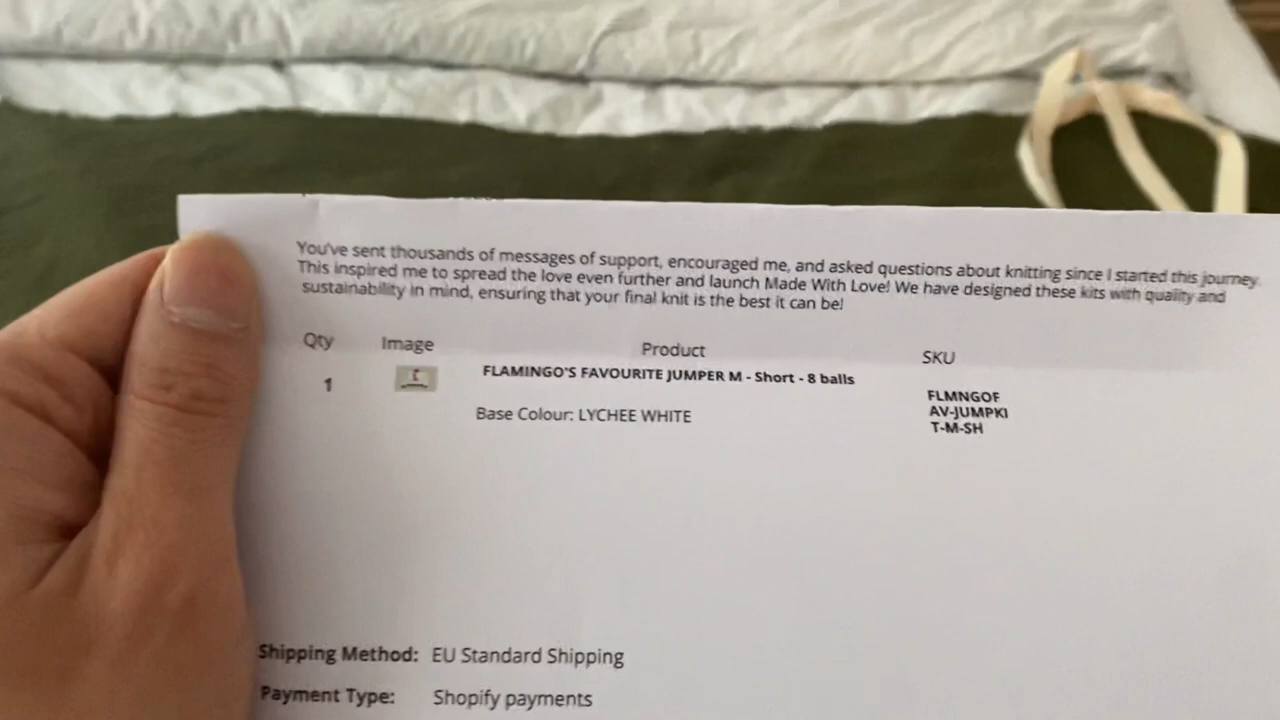 You've sent thousands of messages of support, encouraged me, and asked questions about knitting since I started this journey.
This inspired me to spread the love even further and launch Made With Love! We have designed these kits with quality and
sustainability in mind, ensuring that your final knit is the best it can be!
Qty Image Product SKU
1 FLAMINGO'S FAVOURITE JUMPER M - Short - 8 balls
FLMNGOF
Base Colour: LYCHEE WHITE AV-JUMPKI
T-M-SH
Shipping Method: EU Standard Shipping
Payment Type: Shopify payments